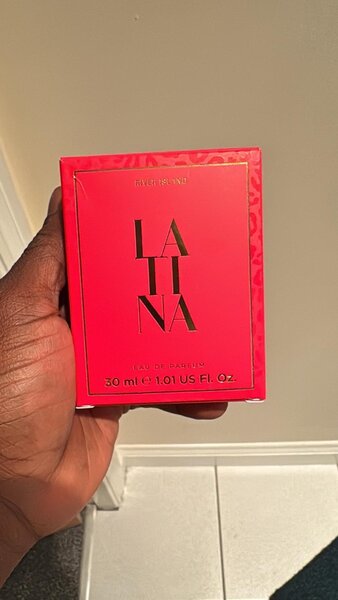 RIVER ISLAND
LA
TI
NA
EAU DE PARFUM
30 ml e 1.01 US Fl. Oz.